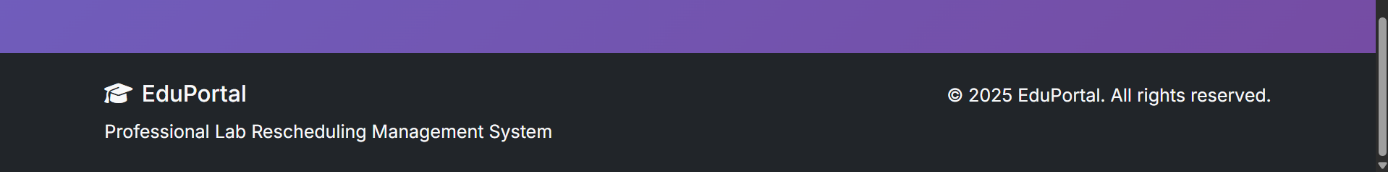 EduPortal
© 2025 EduPortal. All rights reserved.
Professional Lab Rescheduling Management System